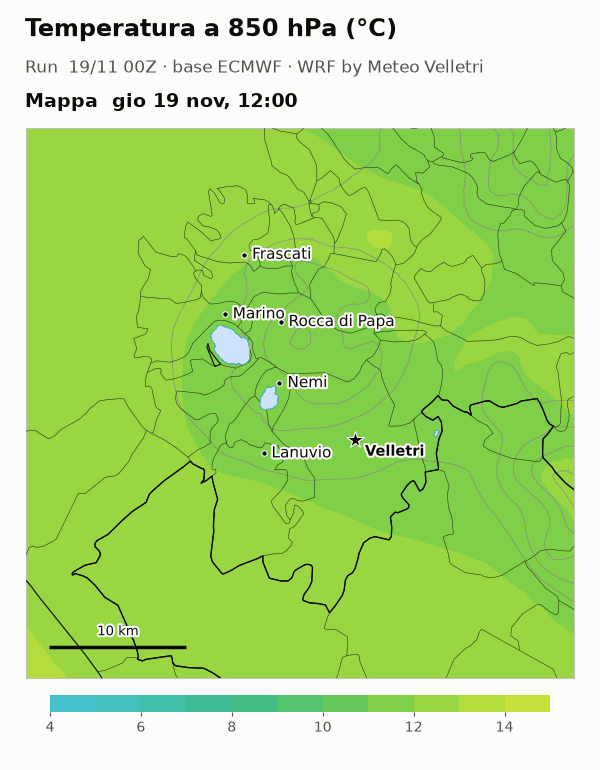 Temperatura a 850 hPa (°C)
Run 19/11 00Z · base ECMWF · WRF by Meteo Velletri
Mappa gio 19 nov, 12:00
Frascati
Marino
Rocca di Papa
Nemi
Velletri
Lanuvio
10 km
4 6 8 10 12 14